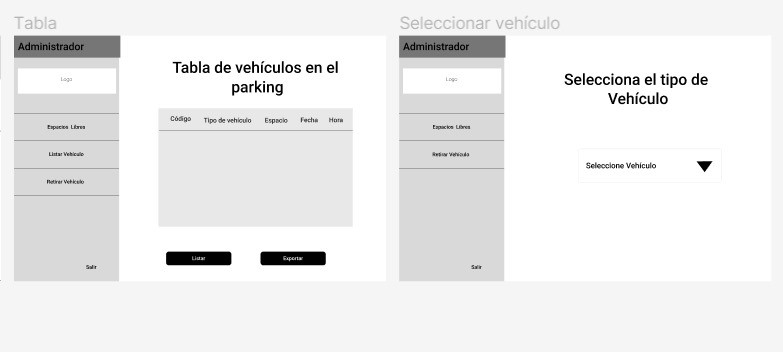 Tabla
Administrador
Logo
Espacios Libres
Listar Vehículo
Retirar Vehículo
Salir
Tabla de vehículos en el
parking
Código Tipo de vehículo Espacio Fecha Hora
Listar Exportar
Seleccionar vehículo
Administrador
Logo
Espacios Libres
Retirar Vehículo
Salir
Selecciona el tipo de
Vehículo
Seleccione Vehículo